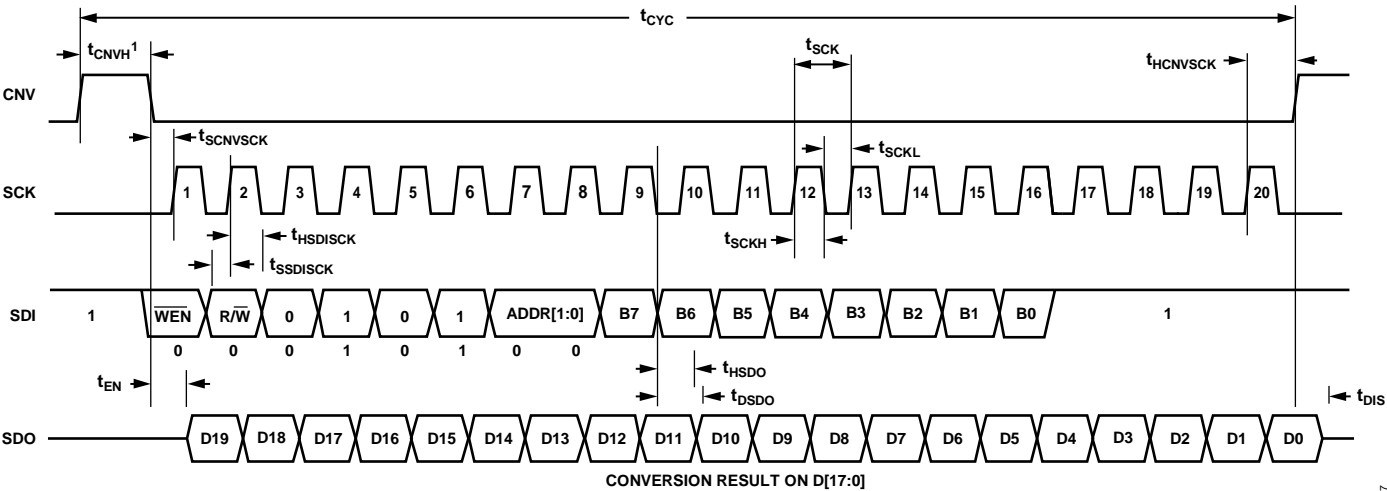 tCYC
tCNVH1
tSCK
tHCNVSCK
CNV
tSCNVSCK
tSCKL
SCK 1 2 3 4 5 6 7 8 9 10 11 12 13 14 15 16 17 18 19 20
tHSDISCK
tSCKH
tSSDISCK
SDI 1 WEN R/W 0 1 0 1 ADDR[1:0] B7 B6 B5 B4 B3 B2 B1 B0 1
0 0 0 1 0 1 0 0
tHSDO
tEN
tDSDO
tDIS
SDO D19 D18 D17 D16 D15 D14 D13 D12 D11 D10 D9 D8 D7 D6 D5 D4 D3 D2 D1 D0
CONVERSION RESULT ON D[17:0]
7